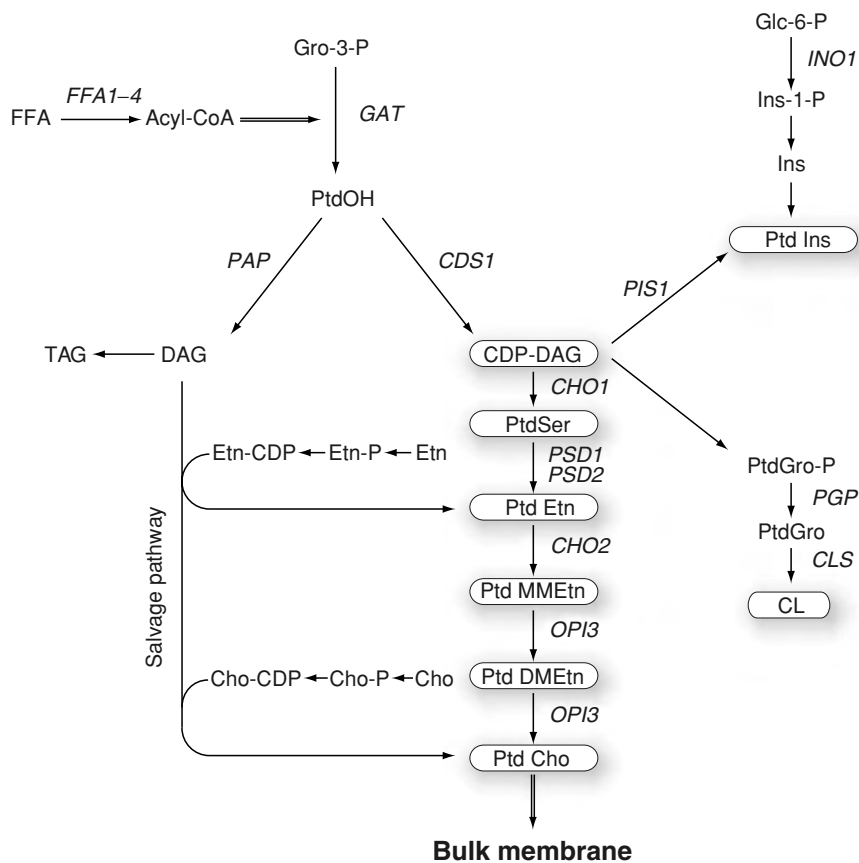 Glc-6-P
Gro-3-P
INO1
FFA1–4
FFA
Acyl-CoA
GAT
Ins-1-P
Ins
PtdOH
Ptd Ins
PAP
CDS1
PIS1
TAG
DAG
CDP-DAG
CHO1
PtdSer
Etn-CDP
Etn-P
Etn
PSD1
PSD2
PtdGro-P
Ptd Etn
PGP
PtdGro
CHO2
CLS
Salvage pathway
Ptd MMEtn
CL
OPI3
Cho-CDP
Cho-P
Cho
Ptd DMEtn
OPI3
Ptd Cho
Bulk membrane